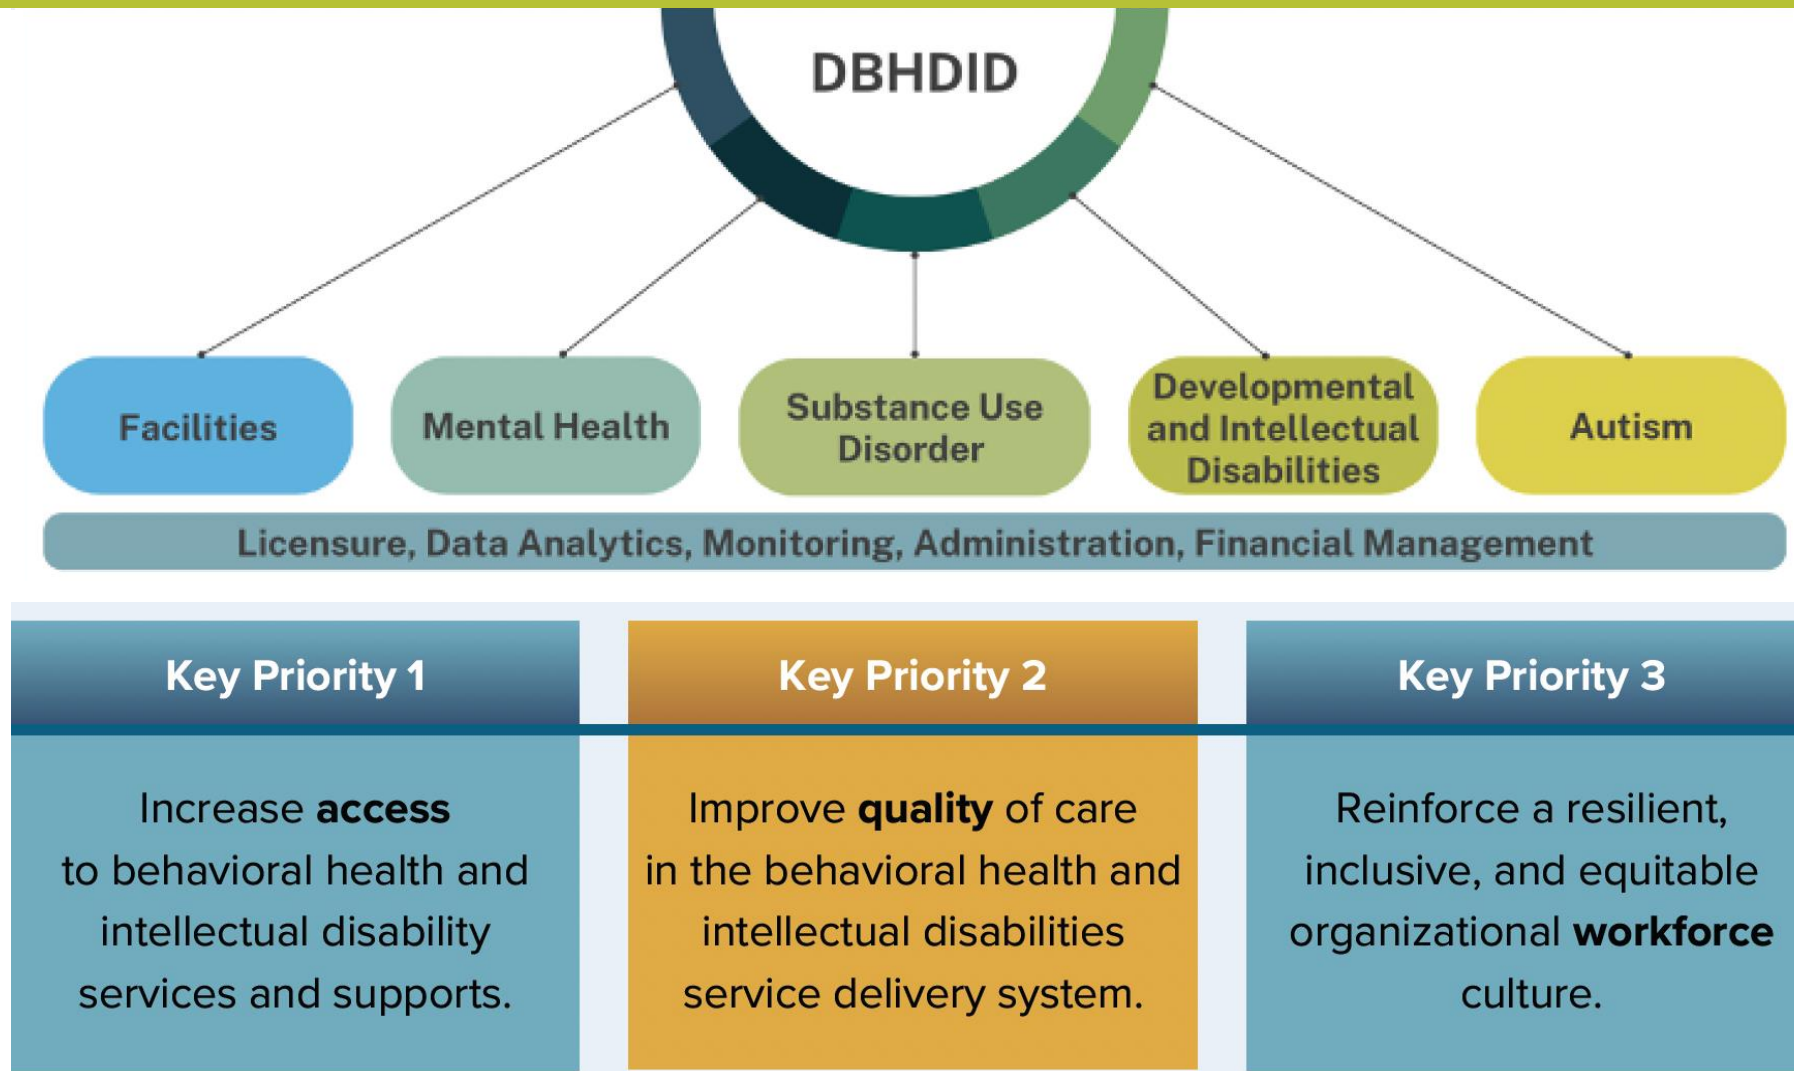 DBHDID
Facilities
Mental Health
Substance Use
Disorder
Developmental
and Intellectual
Disabilities
Autism
Licensure, Data Analytics, Monitoring, Administration, Financial Management
Key Priority 1
Increase access
to behavioral health and
intellectual disability
services and supports.
Key Priority 2
Improve quality of care
in the behavioral health and
intellectual disabilities
service delivery system.
Key Priority 3
Reinforce a resilient,
inclusive, and equitable
organizational workforce
culture.